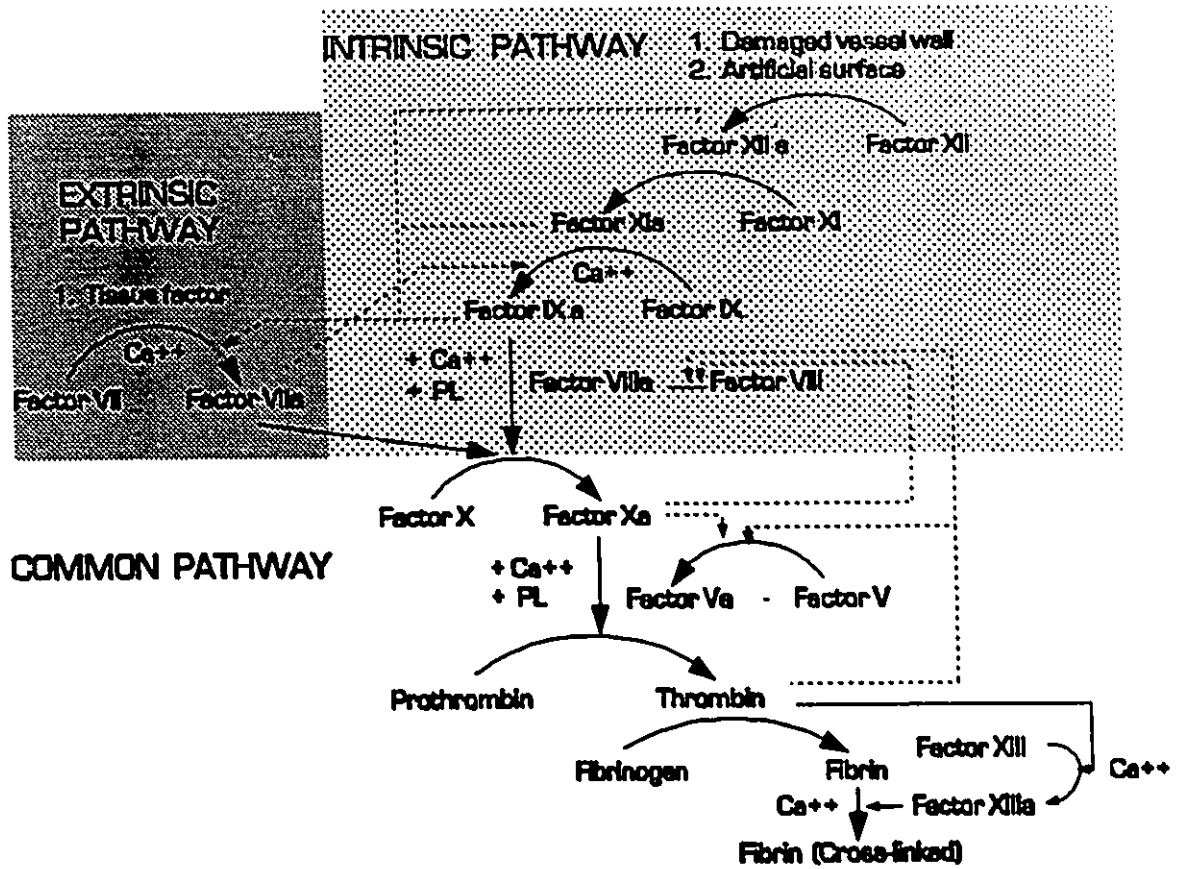 INTRINSIC PATHWAY
1. Damaged vessel wall
2. Artificial surface
Factor XII a
Factor XII
EXTRINSIC
PATHWAY
Factor XIa
Factor XI
Ca++
1. Tissue factor
Factor IX a
Factor IX
Ca++
+ Ca++
+ PL
Factor VIIIa
Factor VIII
Factor VII
Factor VIIa
Factor X
Factor Xa
COMMON PATHWAY
+ Ca++
+ PL
Factor Va - Factor V
Prothrombin
Thrombin
Fibrinogen
Fibrin
Factor XIII
Ca++
Ca++
Factor XIIIa
Fibrin (Cross-linked)